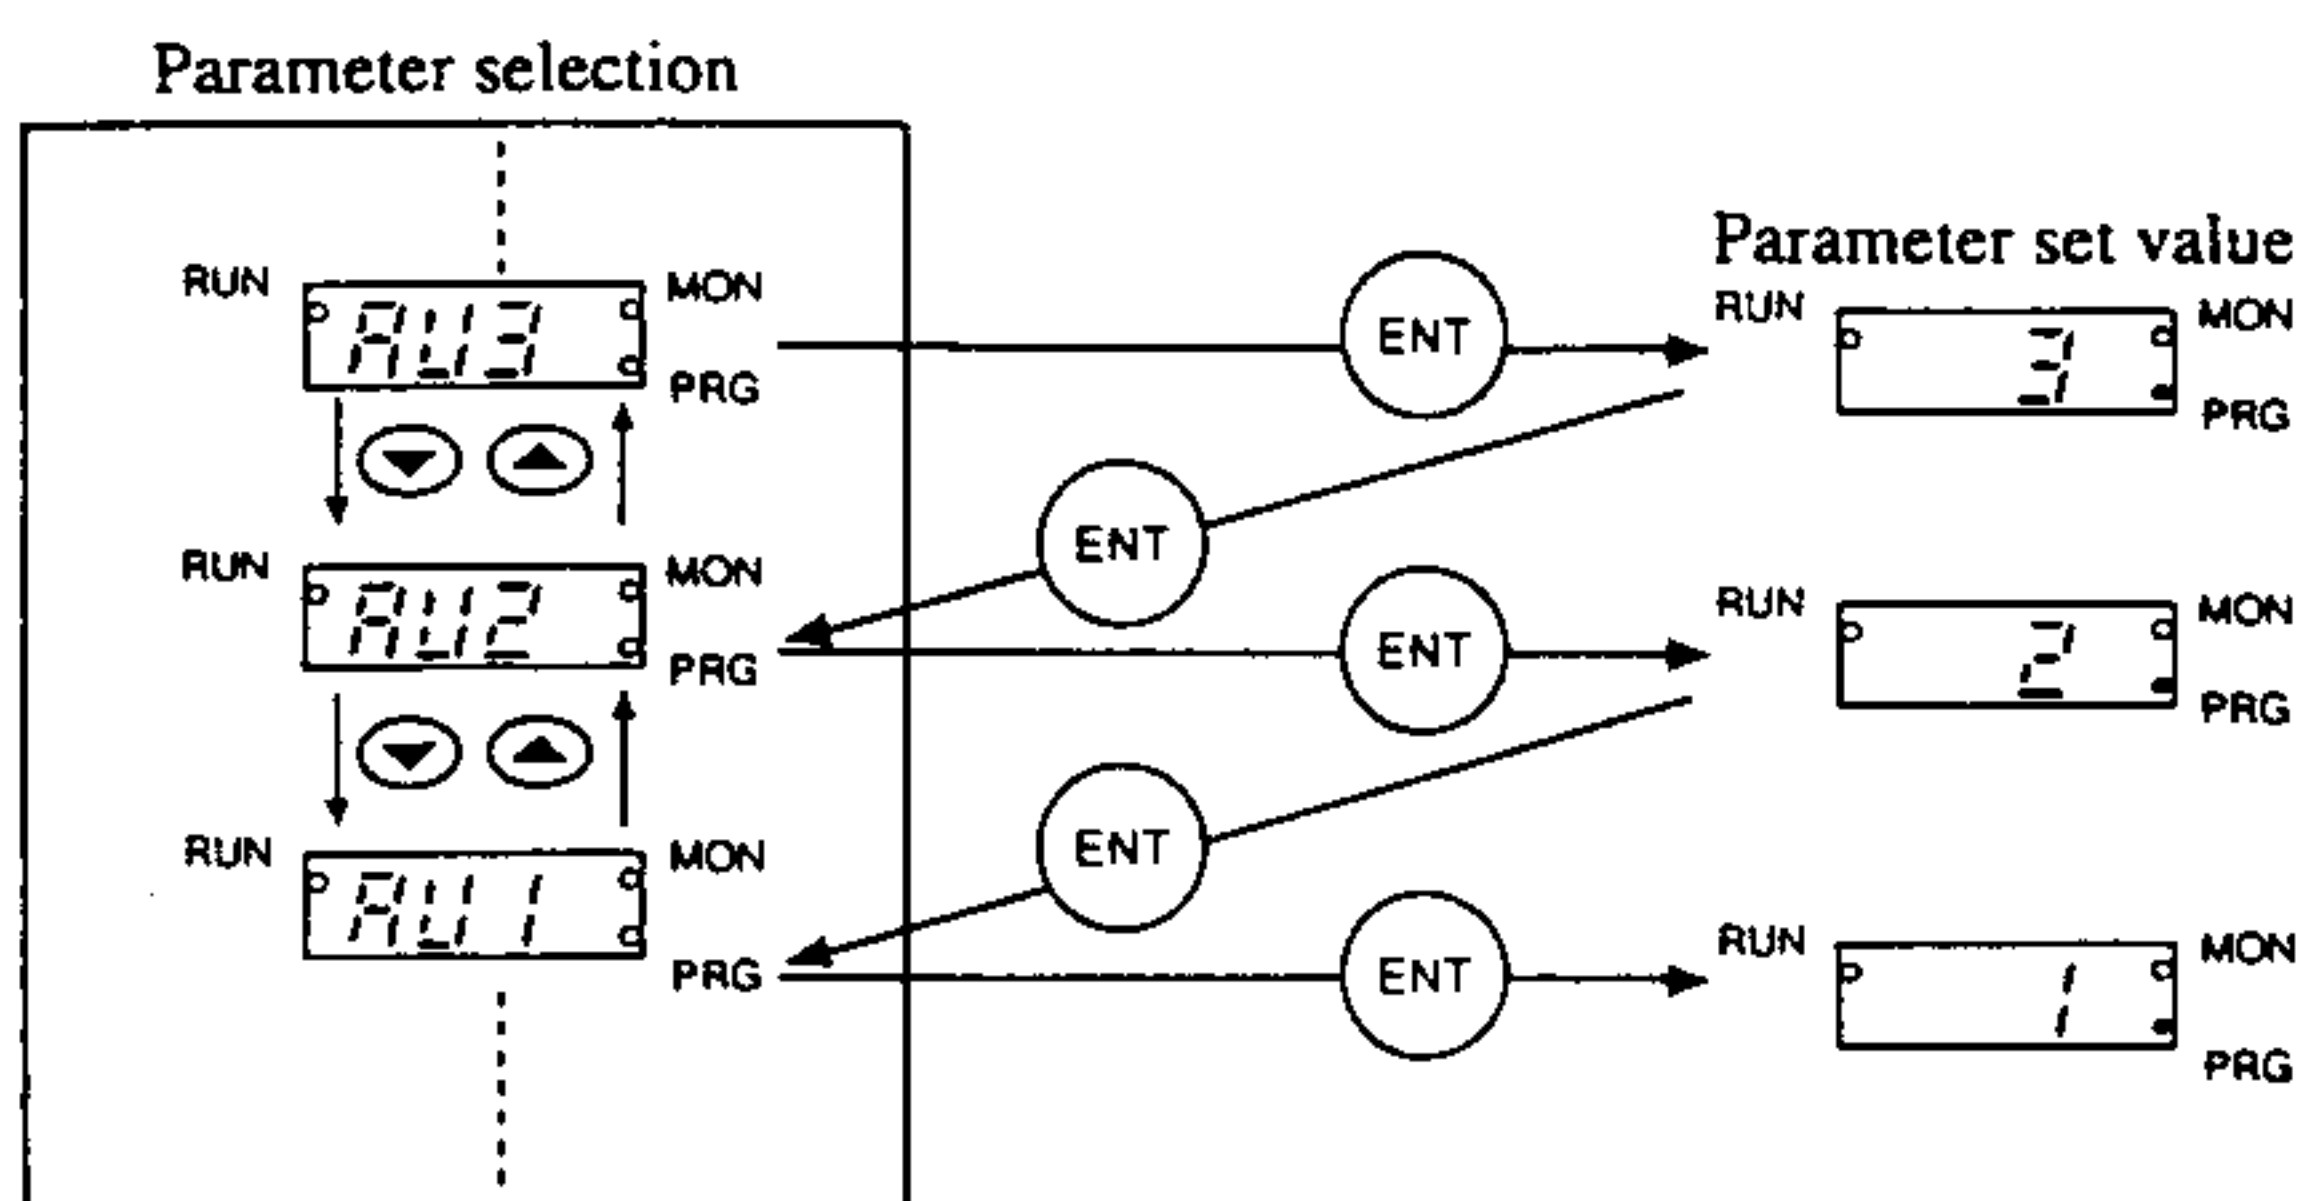 Parameter selection
Parameter set value
RUN AU3 MON
PRG
ENT
RUN 3 MON
PRG
ENT
RUN AU2 MON
PRG
ENT
RUN 2 MON
PRG
ENT
RUN AU1 MON
PRG
ENT
RUN 1 MON
PRG